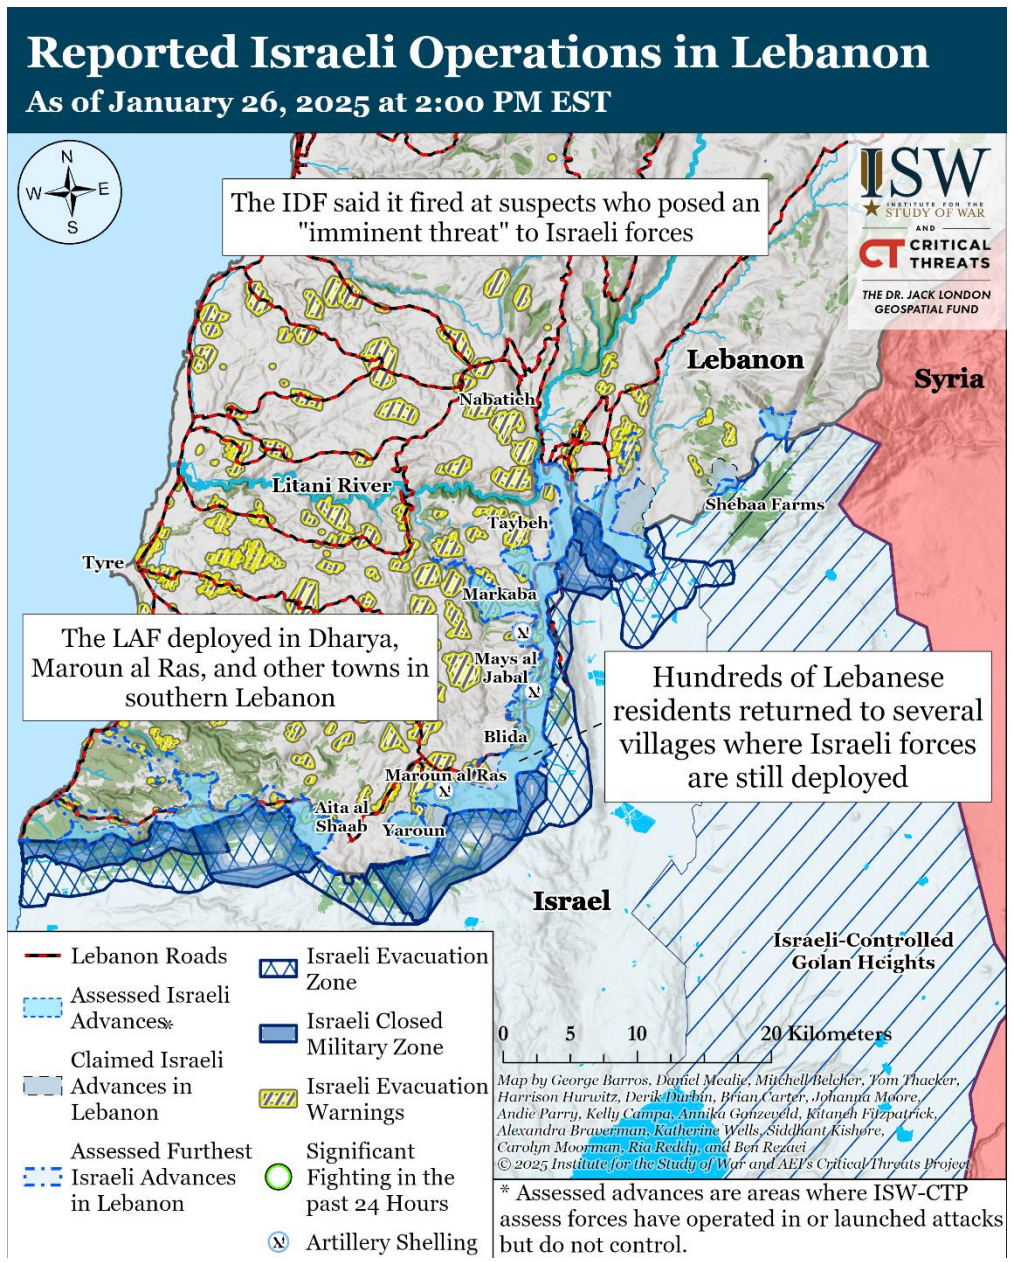 Reported Israeli Operations in Lebanon
As of January 26, 2025 at 2:00 PM EST
N
W
E
S
The IDF said it fired at suspects who posed an
"imminent threat" to Israeli forces
ISW
INSTITUTE FOR THE
STUDY OF WAR
AND
CT CRITICAL
THREATS
THE DR. JACK LONDON
GEOSPATIAL FUND
Lebanon
Syria
Nabatieh
Litani River
Shebaa Farms
Taybeh
Tyre
Markaba
The LAF deployed in Dharya,
Maroun al Ras, and other towns in
southern Lebanon
Mays al
Jabal
Hundreds of Lebanese
residents returned to several
villages where Israeli forces
are still deployed
Blida
Maroun al Ras
Aita al
Shaab
Yaroun
Israel
Israeli-Controlled
Golan Heights
Lebanon Roads
Assessed Israeli
Advances*
Claimed Israeli
Advances in
Lebanon
Assessed Furthest
Israeli Advances
in Lebanon
Israeli Evacuation
Zone
Israeli Closed
Military Zone
Israeli Evacuation
Warnings
Significant
Fighting in the
past 24 Hours
Artillery Shelling
0 5 10 20 Kilometers
Map by George Barros, Daniel Mealie, Mitchell Belcher, Tom Thacker,
Harrison Hurwitz, Derik Durbin, Brian Carter, Johanna Moore,
Andie Parry, Kelly Campa, Annika Ganzeveld, Kitaneh Fitzpatrick,
Alexandra Braverman, Katherine Wells, Siddhant Kishore,
Carolyn Moorman, Ria Reddy, and Ben Rezaei
© 2025 Institute for the Study of War and AEI's Critical Threats Project
* Assessed advances are areas where ISW-CTP
assess forces have operated in or launched attacks
but do not control.